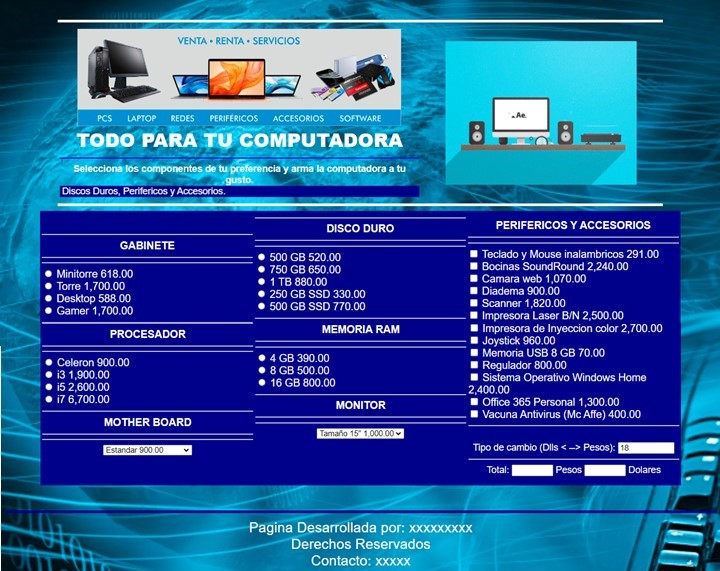 VENTA • RENTA • SERVICIOS
PCS LAPTOP REDES PERIFÉRICOS ACCESORIOS SOFTWARE
Ae.
TODO PARA TU COMPUTADORA
Selecciona los componentes de tu preferencia y arma la computadora a tu
gusto.
Discos Duros, Perifericos y Accesorios.
GABINETE
Minitorre 618.00
Torre 1,700.00
Desktop 588.00
Gamer 1,700.00
PROCESADOR
Celeron 900.00
i3 1,900.00
i5 2,600.00
i7 6,700.00
MOTHER BOARD
Estandar 900.00
DISCO DURO
500 GB 520.00
750 GB 650.00
1 TB 880.00
250 GB SSD 330.00
500 GB SSD 770.00
MEMORIA RAM
4 GB 390.00
8 GB 500.00
16 GB 800.00
MONITOR
Tamaño 15" 1,000.00
PERIFERICOS Y ACCESORIOS
Teclado y Mouse inalambricos 291.00
Bocinas SoundRound 2,240.00
Camara web 1,070.00
Diadema 900.00
Scanner 1,820.00
Impresora Laser B/N 2,500.00
Impresora de Inyeccion color 2,700.00
Joystick 960.00
Memoria USB 8 GB 70.00
Regulador 800.00
Sistema Operativo Windows Home
2,400.00
Office 365 Personal 1,300.00
Vacuna Antivirus (Mc Affe) 400.00
Tipo de cambio (Dlls < --> Pesos): 18
Total: Pesos Dolares
Pagina Desarrollada por: xxxxxxxxx
Derechos Reservados
Contacto: xxxxx